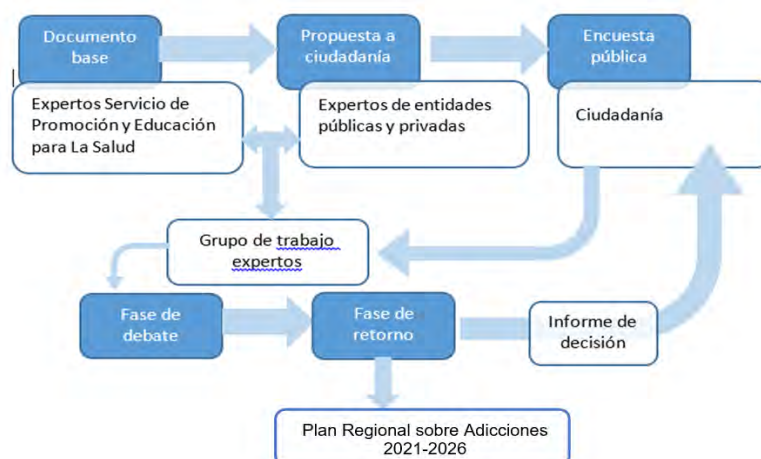 Documento
base
Propuesta a
ciudadanía
Encuesta
pública
Expertos Servicio de
Promoción y Educación
para La Salud
Expertos de entidades
públicas y privadas
Ciudadanía
Grupo de trabajo
expertos
Fase de
debate
Fase de
retorno
Informe de
decisión
Plan Regional sobre Adicciones
2021-2026